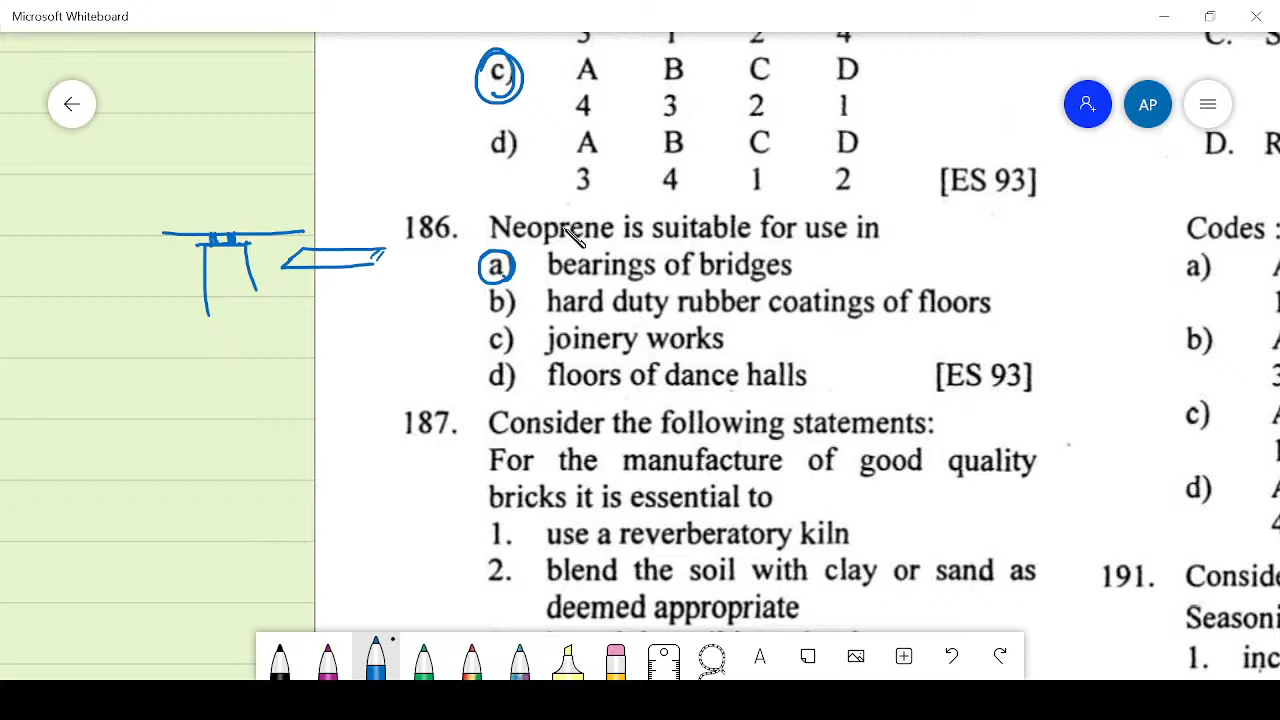 Microsoft Whiteboard
3 1 2 4
c) A B C D
4 3 2 1
d) A B C D
3 4 1 2 [ES 93]
186. Neoprene is suitable for use in
a) bearings of bridges
b) hard duty rubber coatings of floors
c) joinery works
d) floors of dance halls [ES 93]
187. Consider the following statements:
For the manufacture of good quality
bricks it is essential to
1. use a reverberatory kiln
2. blend the soil with clay or sand as
deemed appropriate
AP
C. S
D. R
Codes :
a)
1
b)
3
c)
1
d)
4
191. Conside
Seasoni
1. inc
A